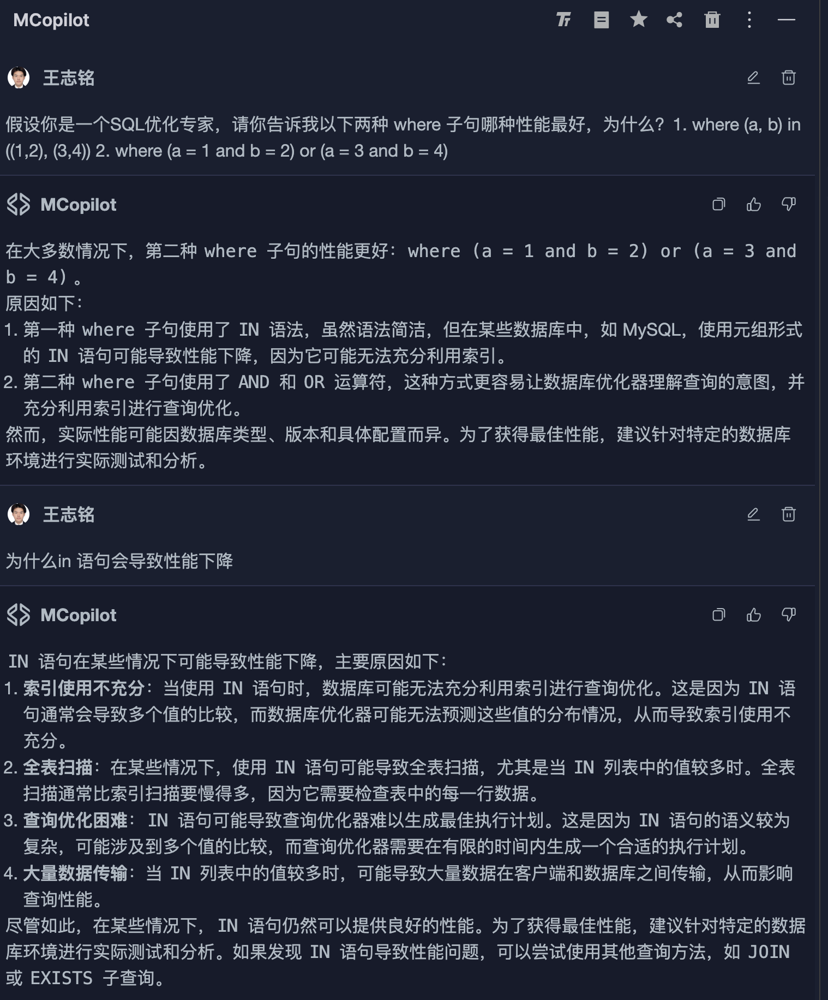 MCopilot
王志铭
假设你是一个SQL优化专家，请你告诉我以下两种 where 子句哪种性能最好，为什么？1. where (a, b) in
((1,2), (3,4)) 2. where (a = 1 and b = 2) or (a = 3 and b = 4)
MCopilot
在大多数情况下，第二种 where 子句的性能更好：where (a = 1 and b = 2) or (a = 3 and
b = 4) 。
原因如下：
1. 第一种 where 子句使用了 IN 语法，虽然语法简洁，但在某些数据库中，如 MySQL，使用元组形式
的 IN 语句可能导致性能下降，因为它可能无法充分利用索引。
2. 第二种 where 子句使用了 AND 和 OR 运算符，这种方式更容易让数据库优化器理解查询的意图，并
充分利用索引进行查询优化。
然而，实际性能可能因数据库类型、版本和具体配置而异。为了获得最佳性能，建议针对特定的数据库
环境进行实际测试和分析。
王志铭
为什么in 语句会导致性能下降
MCopilot
IN 语句在某些情况下可能导致性能下降，主要原因如下：
1. 索引使用不充分：当使用 IN 语句时，数据库可能无法充分利用索引进行查询优化。这是因为 IN 语
句通常会导致多个值的比较，而数据库优化器可能无法预测这些值的分布情况，从而导致索引使用不
充分。
2. 全表扫描：在某些情况下，使用 IN 语句可能导致全表扫描，尤其是当 IN 列表中的值较多时。全表
扫描通常比索引扫描要慢得多，因为它需要检查表中的每一行数据。
3. 查询优化困难：IN 语句可能导致查询优化器难以生成最佳执行计划。这是因为 IN 语句的语义较为
复杂，可能涉及到多个值的比较，而查询优化器需要在有限的时间内生成一个合适的执行计划。
4. 大量数据传输：当 IN 列表中的值较多时，可能导致大量数据在客户端和数据库之间传输，从而影响
查询性能。
尽管如此，在某些情况下，IN 语句仍然可以提供良好的性能。为了获得最佳性能，建议针对特定的数据
库环境进行实际测试和分析。如果发现 IN 语句导致性能问题，可以尝试使用其他查询方法，如 JOIN
或 EXISTS 子查询。